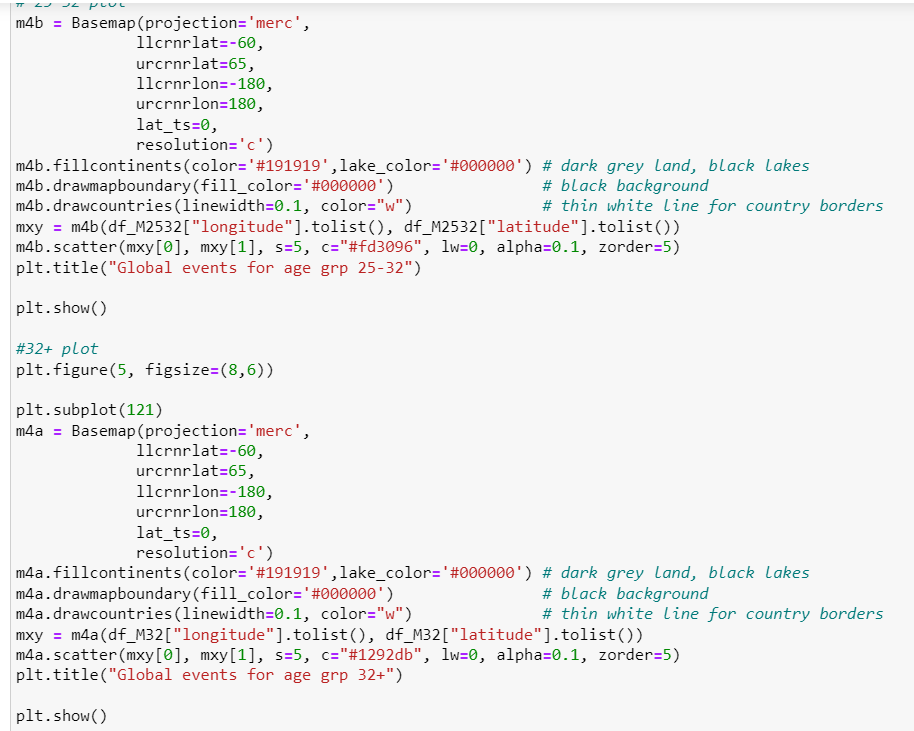 # 25-32 plot
m4b = Basemap(projection='merc',
             llcrnrlat=-60,
             urcrnrlat=65,
             llcrnrlon=-180,
             urcrnrlon=180,
             lat_ts=0,
             resolution='c')
m4b.fillcontinents(color='#191919',lake_color='#000000') # dark grey land, black lakes
m4b.drawmapboundary(fill_color='#000000')                # black background
m4b.drawcountries(linewidth=0.1, color="w")              # thin white line for country borders
mxy = m4b(df_M2532["longitude"].tolist(), df_M2532["latitude"].tolist())
m4b.scatter(mxy[0], mxy[1], s=5, c="#fd3096", lw=0, alpha=0.1, zorder=5)
plt.title("Global events for age grp 25-32")

plt.show()

#32+ plot
plt.figure(5, figsize=(8,6))

plt.subplot(121)
m4a = Basemap(projection='merc',
             llcrnrlat=-60,
             urcrnrlat=65,
             llcrnrlon=-180,
             urcrnrlon=180,
             lat_ts=0,
             resolution='c')
m4a.fillcontinents(color='#191919',lake_color='#000000') # dark grey land, black lakes
m4a.drawmapboundary(fill_color='#000000')                # black background
m4a.drawcountries(linewidth=0.1, color="w")              # thin white line for country borders
mxy = m4a(df_M32["longitude"].tolist(), df_M32["latitude"].tolist())
m4a.scatter(mxy[0], mxy[1], s=5, c="#1292db", lw=0, alpha=0.1, zorder=5)
plt.title("Global events for age grp 32+")

plt.show()